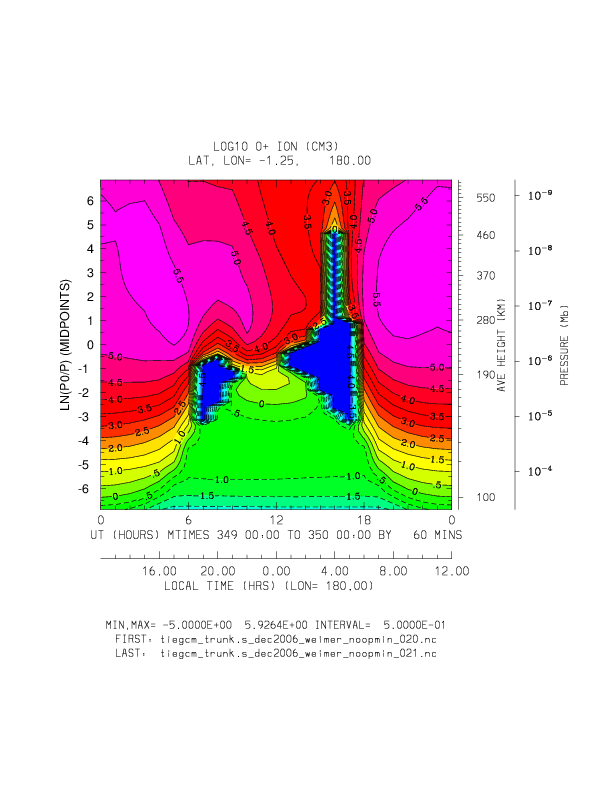 LOG10 O+ ION (CM3)
LAT, LON= -1.25, 180.00
LN(P0/P) (MIDPOINTS)
6
5
4
3
2
1
0
-1
-2
-3
-4
-5
-6
0 6 12 18 0
AVE HEIGHT (KM)
550
460
370
280
190
100
PRESSURE (Mb)
10⁻⁹
10⁻⁸
10⁻⁷
10⁻⁶
10⁻⁵
10⁻⁴
UT (HOURS) MTIMES 349 00:00 TO 350 00:00 BY 60 MINS
16.00 20.00 0.00 4.00 8.00 12.00
LOCAL TIME (HRS) (LON= 180.00)
MIN,MAX= -5.0000E+00 5.9264E+00 INTERVAL= 5.0000E-01
FIRST: tiegcm_trunk.s_dec2006_weimer_noopmin_020.nc
LAST: tiegcm_trunk.s_dec2006_weimer_noopmin_021.nc